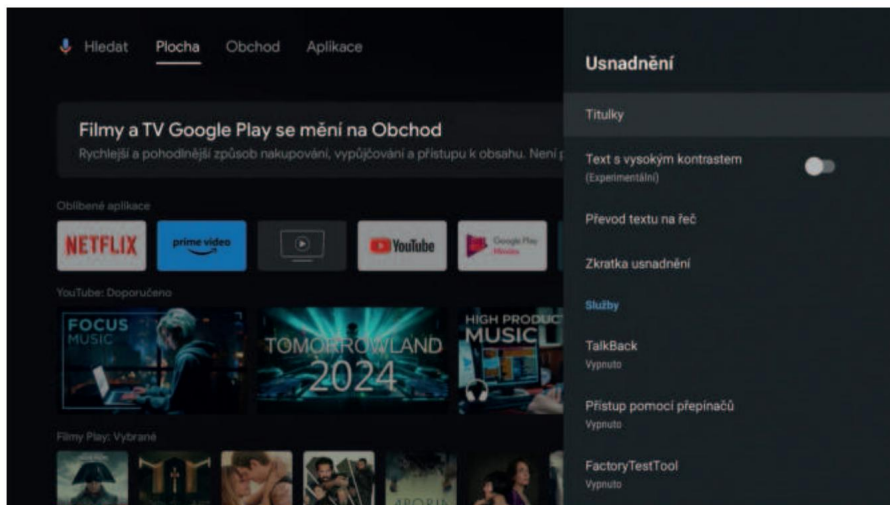 Hledat
Plocha
Obchod
Aplikace
Filmy a TV Google Play se mění na Obchod
Rychlejší a pohodlnější způsob nakupování, vypůjčování a přístupu k obsahu. Není
Oblíbené aplikace
NETFLIX
prime video
YouTube
Google Play
Movies
YouTube: Doporučeno
FOCUS
MUSIC
TOMORROWLAND
2024
HIGH PRODUC
MUSIC
Filmy Play: Vybrané
Usnadnění
Titulky
Text s vysokým kontrastem
(Experimentální)
Převod textu na řeč
Zkratka usnadnění
Služby
TalkBack
Vypnuto
Přístup pomocí přepínačů
Vypnuto
FactoryTestTool
Vypnuto